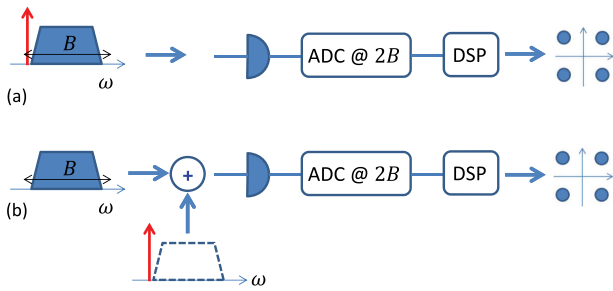 B
ω
ADC @ 2B
DSP
(a)
B
ω
+
ADC @ 2B
DSP
(b)
ω